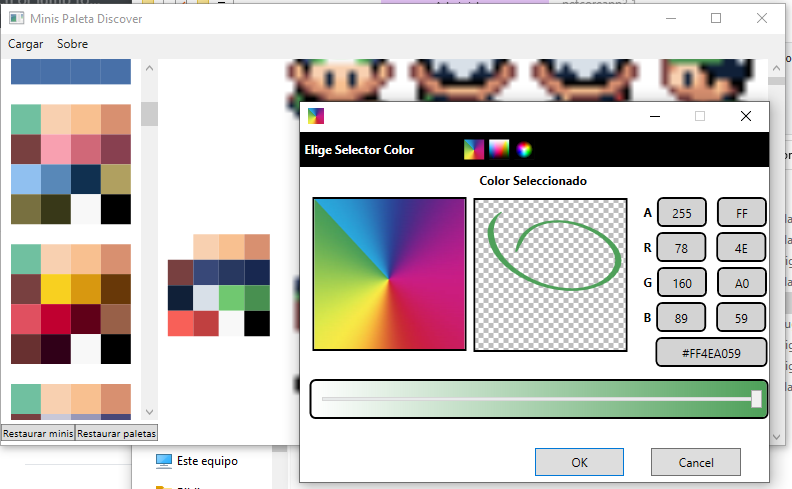 Minis Paleta Discover
Cargar Sobre
Elige Selector Color
Color Seleccionado
A 255 FF
R 78 4E
G 160 A0
B 89 59
#FF4EA059
Restaurar minis Restaurar paletas
OK Cancel
Este equipo